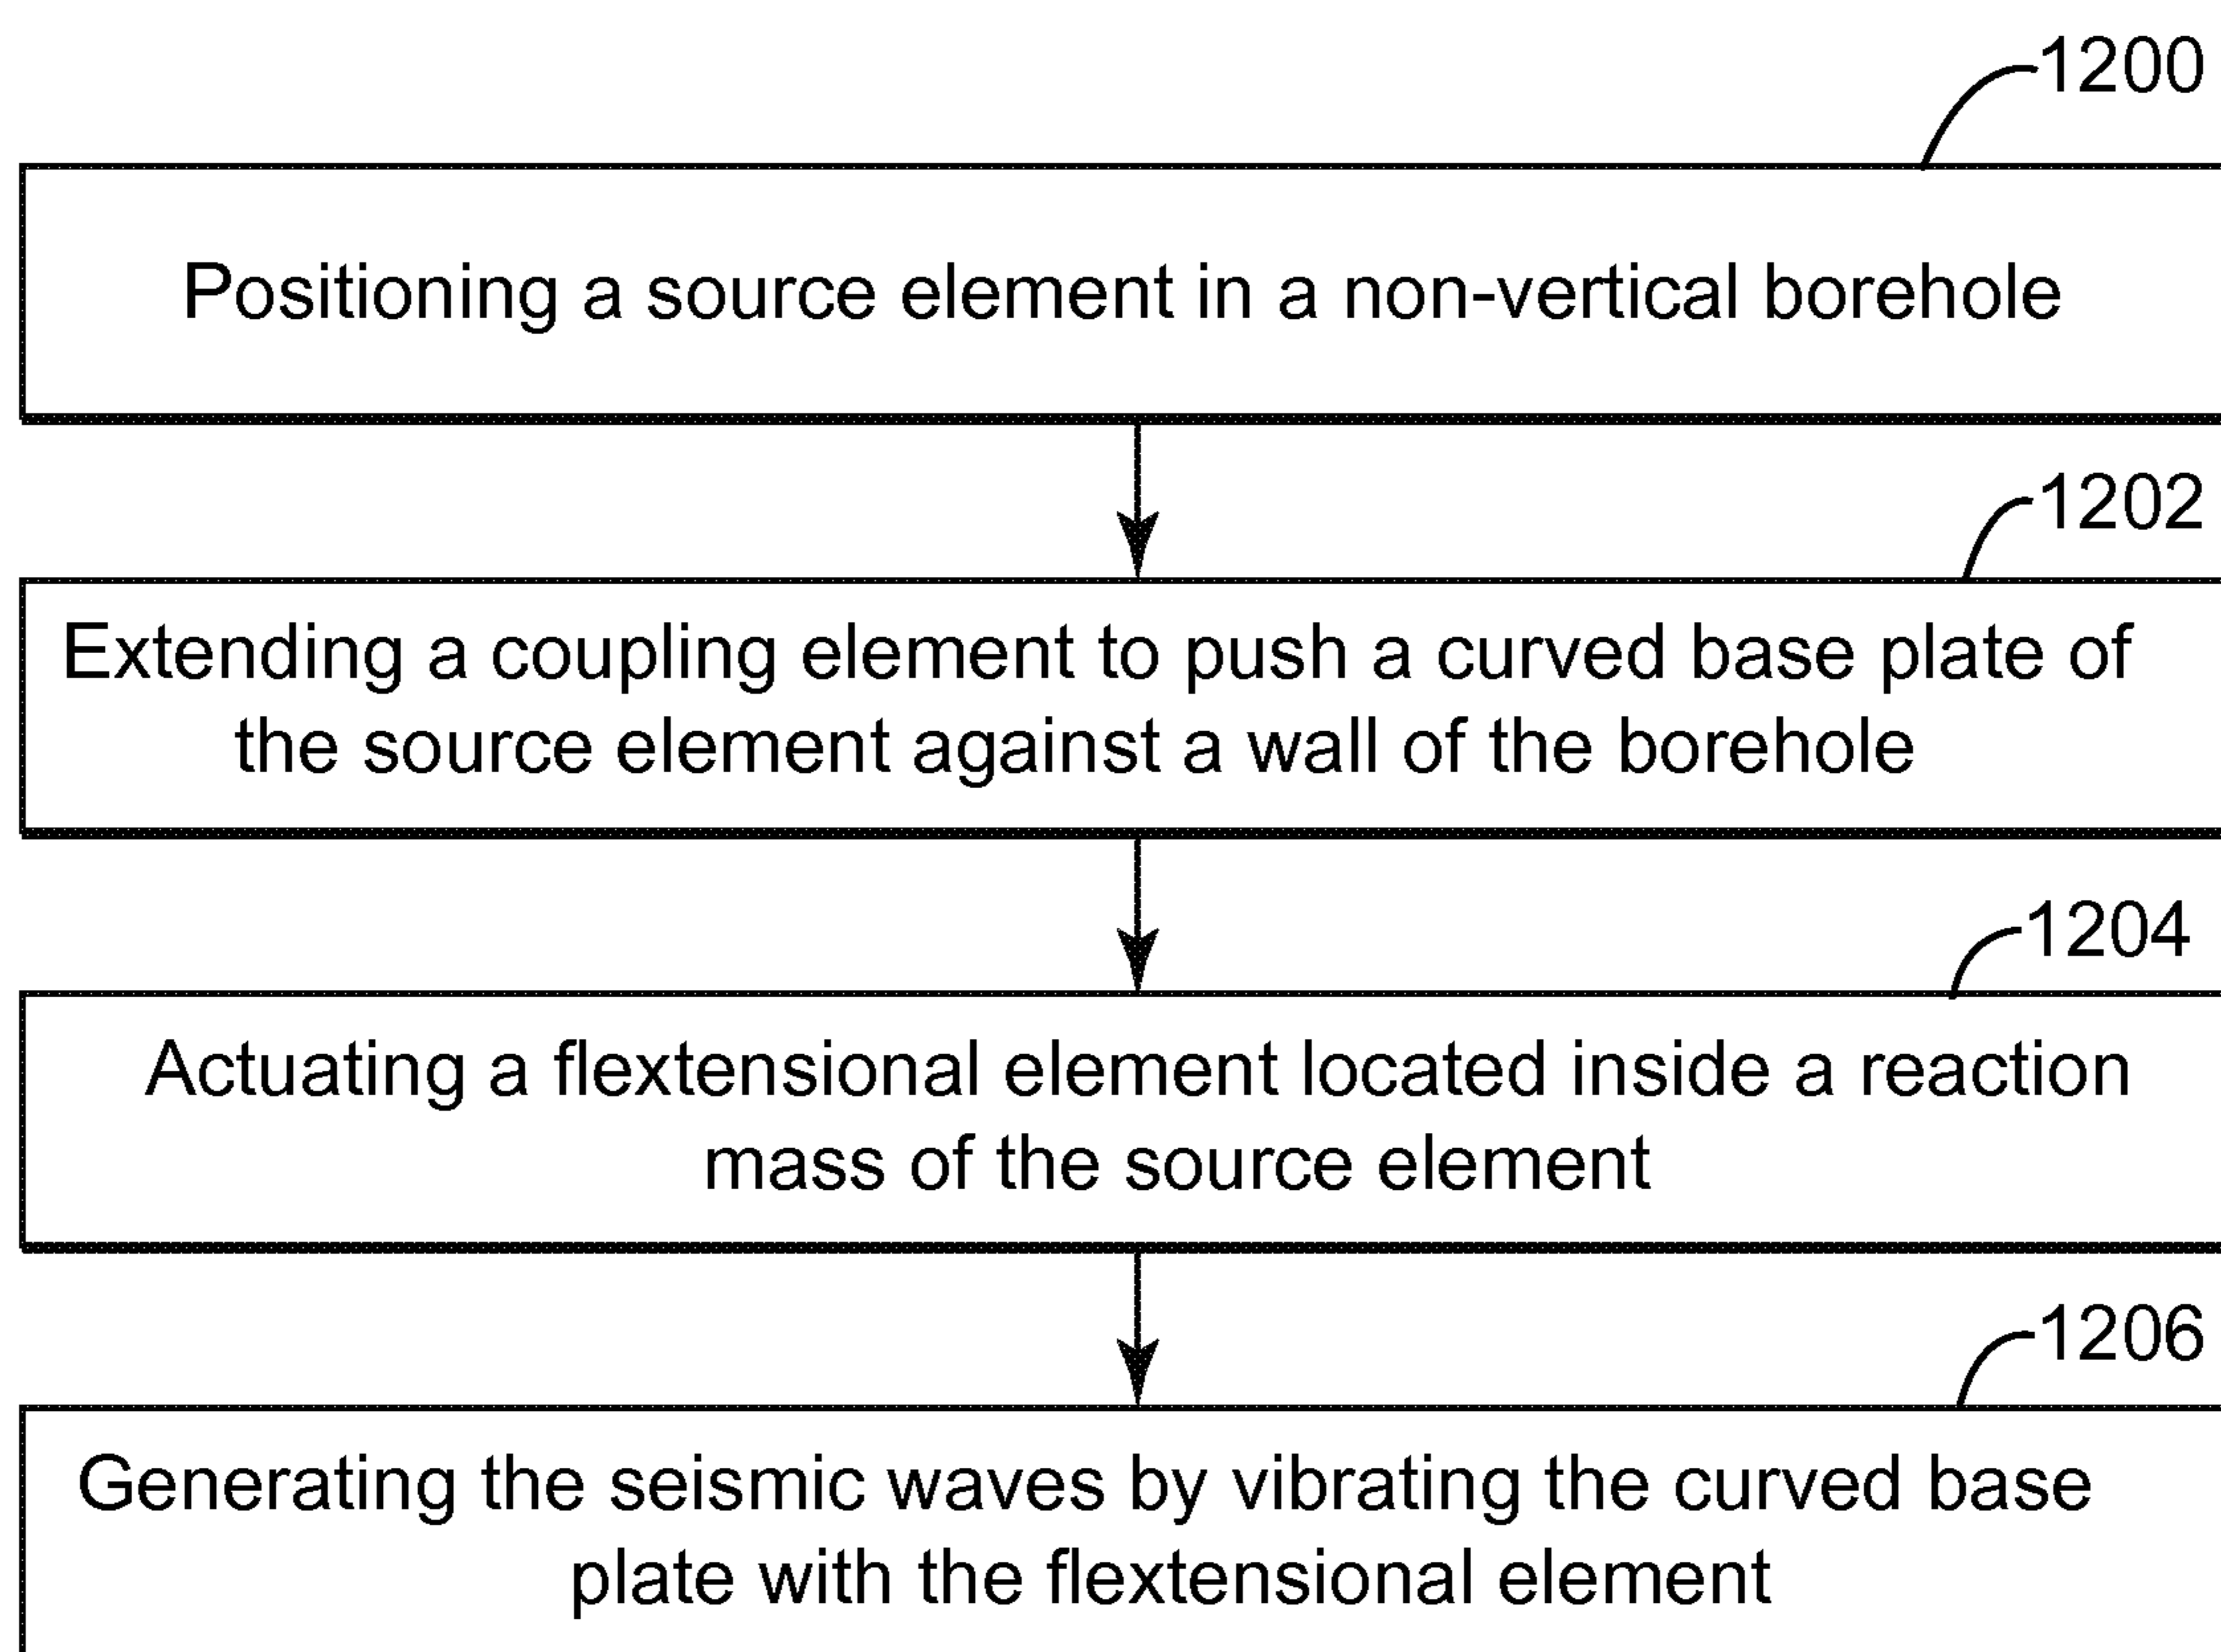 1200
Positioning a source element in a non-vertical borehole
1202
Extending a coupling element to push a curved base plate of
the source element against a wall of the borehole
1204
Actuating a flextensional element located inside a reaction
mass of the source element
1206
Generating the seismic waves by vibrating the curved base
plate with the flextensional element